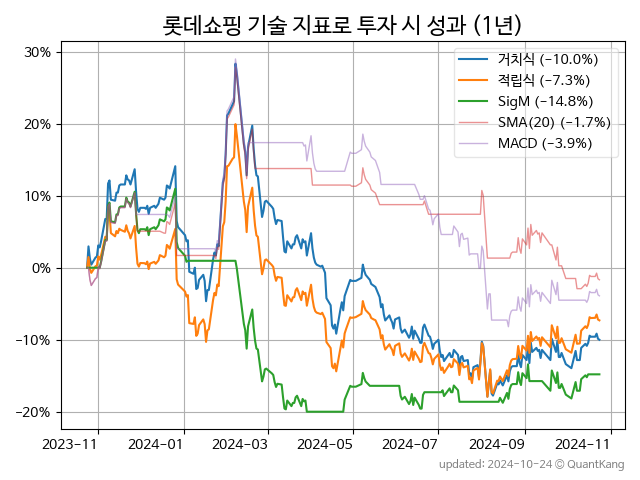 롯데쇼핑 기술 지표로 투자 시 성과 (1년)
거치식 (−10.0%)
적립식 (−7.3%)
SigM (−14.8%)
SMA(20) (−1.7%)
MACD (−3.9%)
30%
20%
10%
0%
−10%
−20%
2023-11 2024-01 2024-03 2024-05 2024-07 2024-09 2024-11
updated: 2024-10-24 © QuantKang